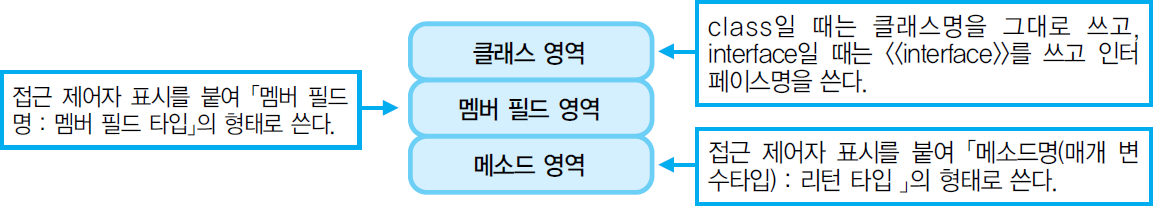 class일 때는 클래스명을 그대로 쓰고,
interface일 때는 <<interface>>를 쓰고 인터
페이스명을 쓴다.
클래스 영역
접근 제어자 표시를 붙여 「멤버 필드
명 : 멤버 필드 타입」의 형태로 쓴다.
멤버 필드 영역
메소드 영역
접근 제어자 표시를 붙여 「메소드명(매개 변
수타입) : 리턴 타입 」의 형태로 쓴다.